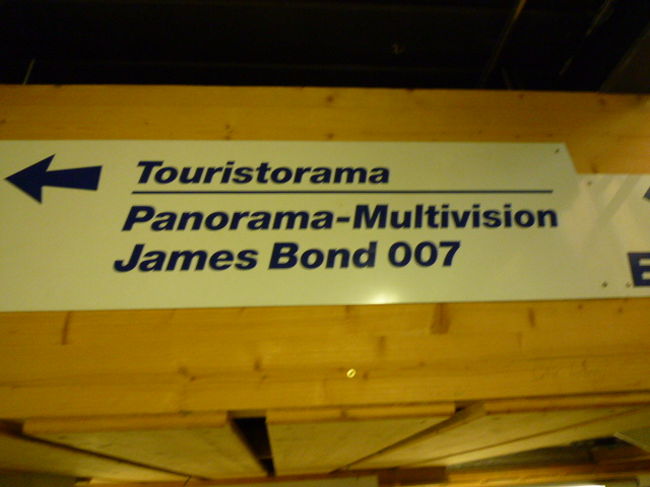 Touristorama
Panorama-Multivision
James Bond 007